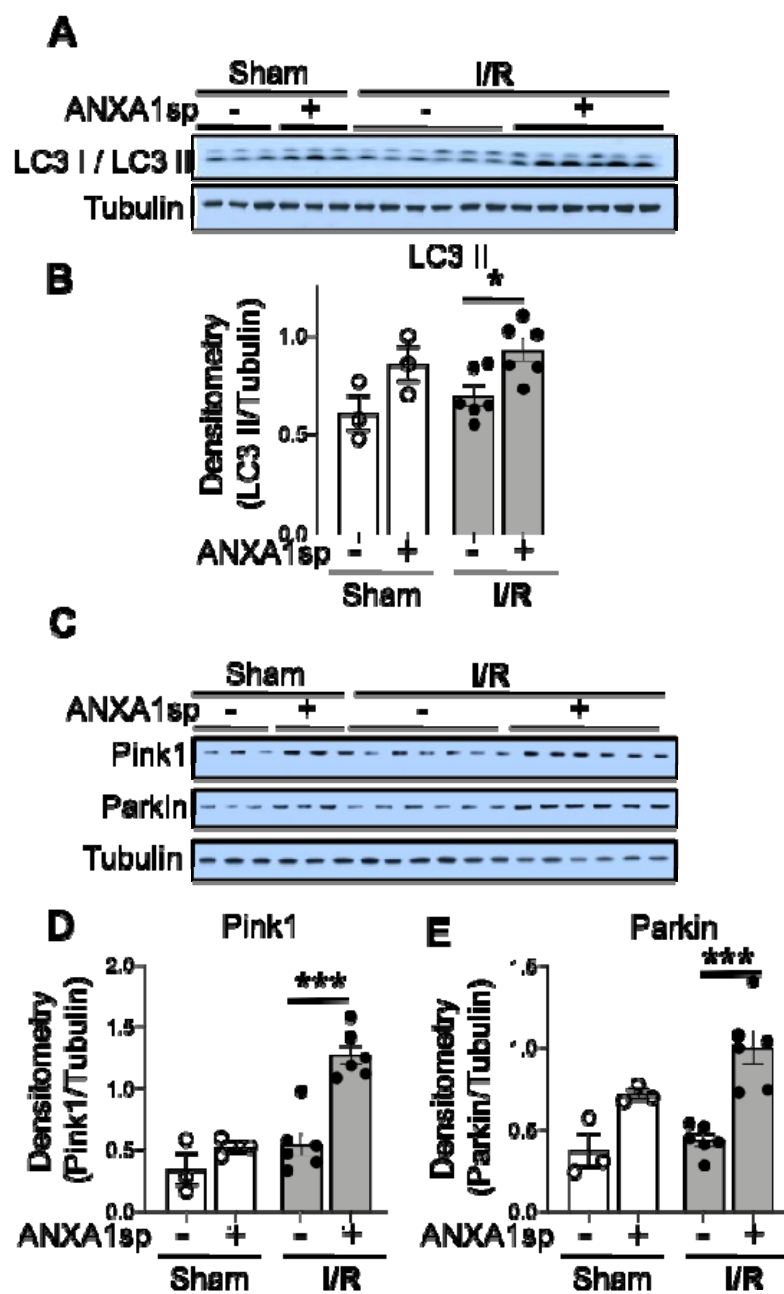 A
Sham I/R
ANXA1sp - + - +
LC3 I / LC3 II
Tubulin
B
LC3 II
*
Densitometry
(LC3 II/Tubulin)
1.0
0.5
0.0
ANXA1sp - + - +
Sham I/R
C
Sham I/R
ANXA1sp - + - +
Pink1
Parkin
Tubulin
D
Pink1
***
Densitometry
(Pink1/Tubulin)
2.0
1.5
1.0
0.5
0.0
ANXA1sp - + - +
Sham I/R
E
Parkin
***
Densitometry
(Parkin/Tubulin)
1.5
1.0
0.5
0.0
ANXA1sp - + - +
Sham I/R